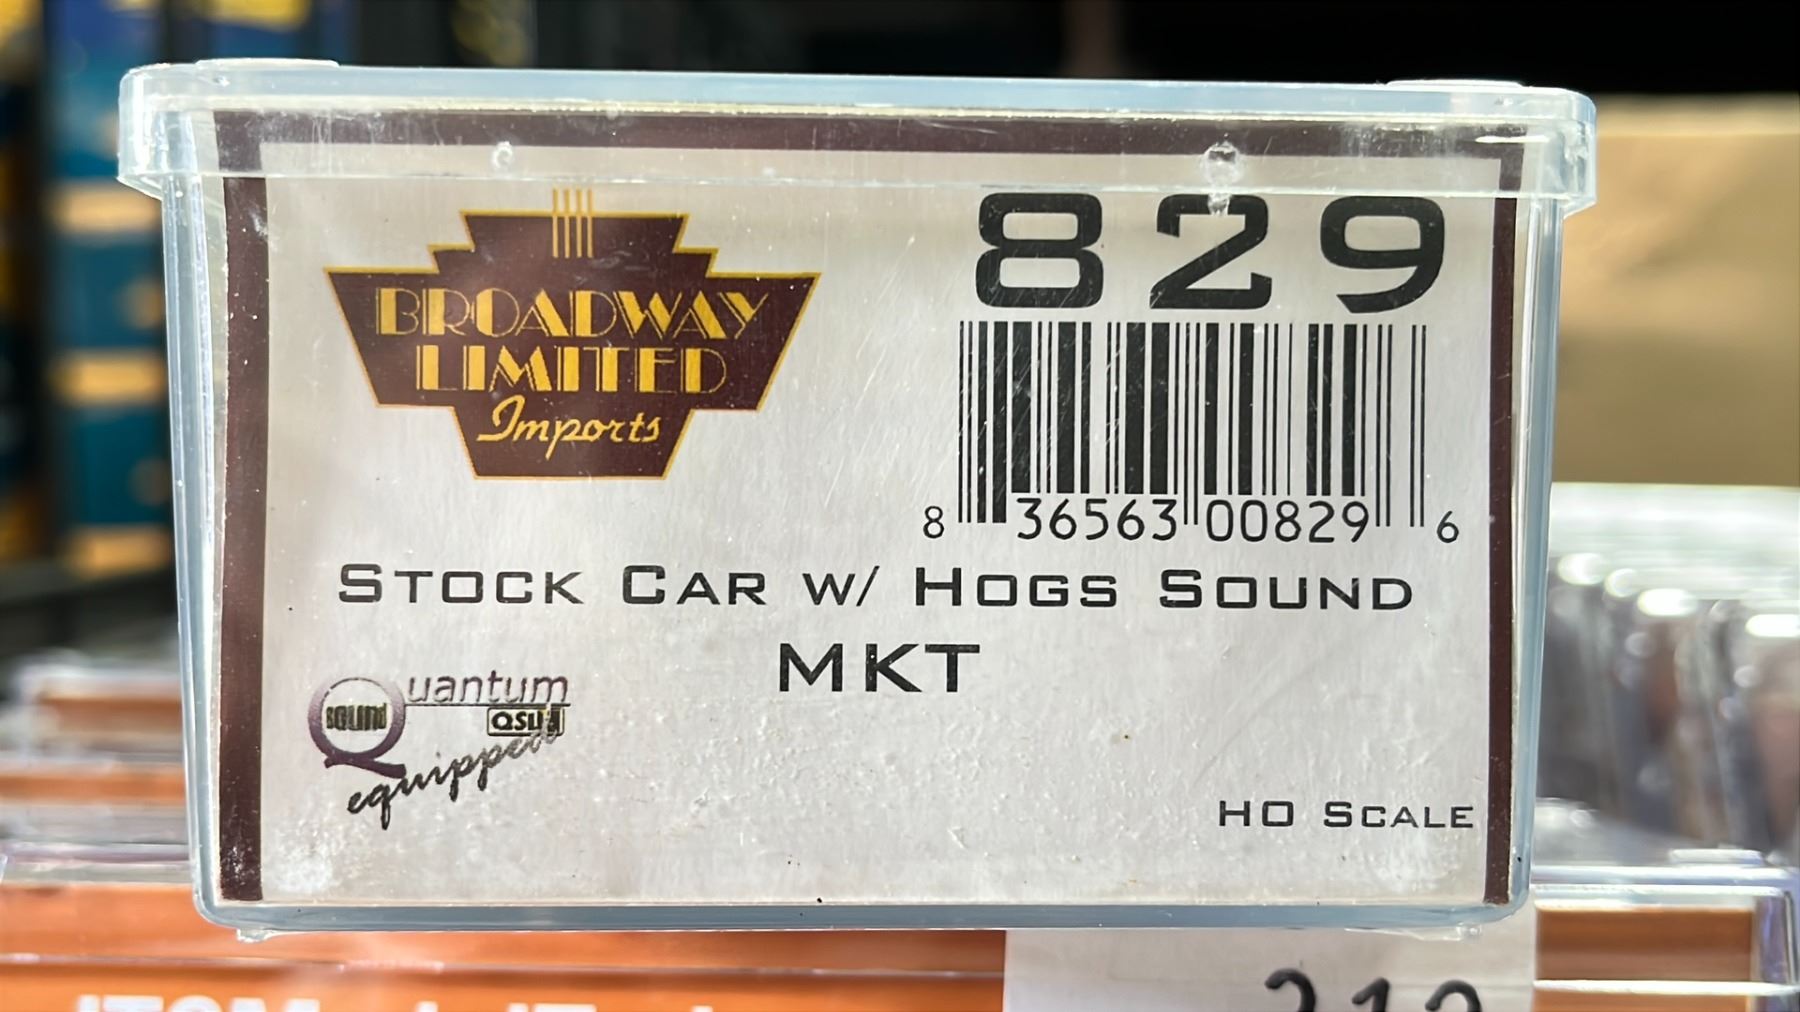 BROADWAY
LIMITED
Imports
829
8 36563 00829 6
STOCK CAR W/ HOGS SOUND
MKT
Quantum
SOUND
QSI
equipped
HO SCALE